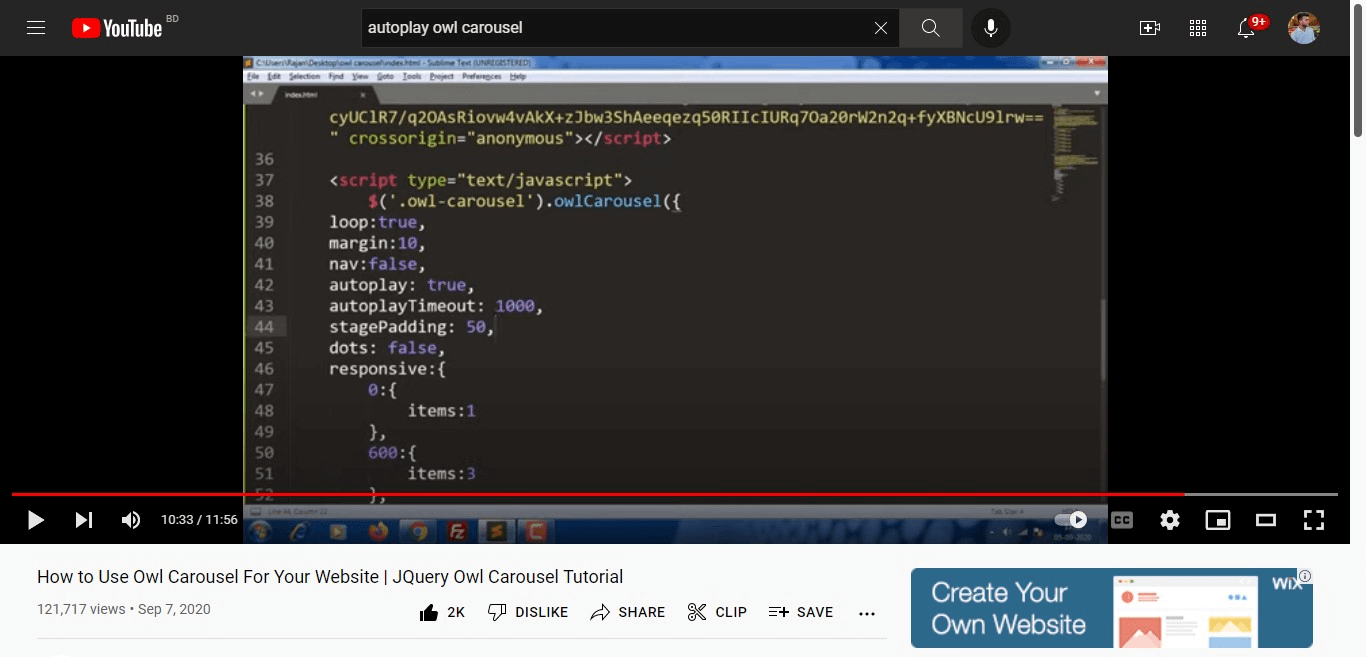 YouTube BD
autoplay owl carousel
9+
C:\Users\Rajan\Desktop\owl carousel\index.html - Sublime Text (UNREGISTERED)
File Edit Selection Find View Goto Tools Project Preferences Help
index.html
cyUClR7/q2OAsRiovw4vAkX+zJbw3ShAeeqezq50RIIcIURq7Oa20rW2n2q+fyXBNcU9lrw==
" crossorigin="anonymous"></script>
36
37 <script type="text/javascript">
38 $('.owl-carousel').owlCarousel({
39 loop:true,
40 margin:10,
41 nav:false,
42 autoplay: true,
43 autoplayTimeout: 1000,
44 stagePadding: 50,
45 dots: false,
46 responsive:{
47 0:{
48 items:1
49 },
50 600:{
51 items:3
52 },
Line 44, Column 22
Tab Size: 4
10:33 / 11:56
CC
05-09-2020
How to Use Owl Carousel For Your Website | JQuery Owl Carousel Tutorial
121,717 views • Sep 7, 2020
2K DISLIKE SHARE CLIP SAVE
Create Your
Own Website
WiX